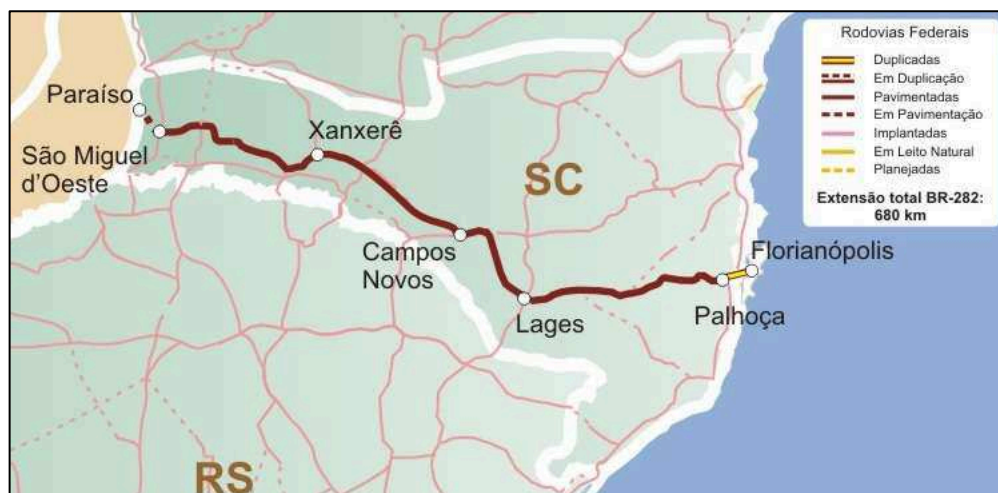 Paraíso
São Miguel
d'Oeste
Xanxerê
SC
Campos
Novos
Lages
Palhoça
Florianópolis
RS
Rodovias Federais
Duplicadas
Em Duplicação
Pavimentadas
Em Pavimentação
Implantadas
Em Leito Natural
Planejadas
Extensão total BR-282:
680 km